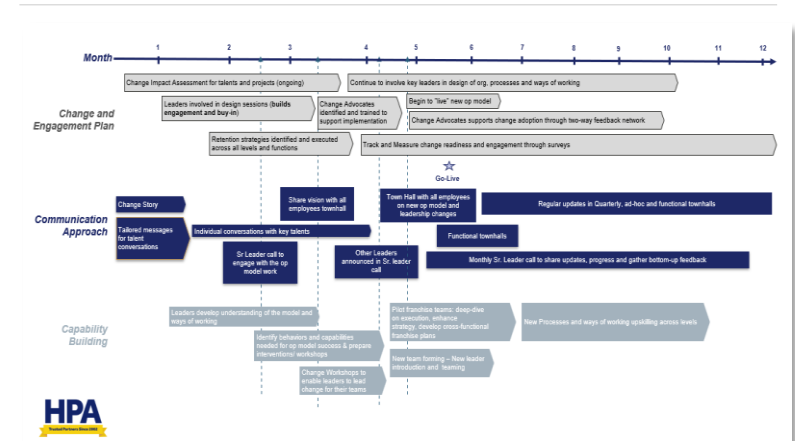 Month
1 2 3 4 5 6 7 8 9 10 11 12
Change and
Engagement Plan
Change Impact Assessment for talents and projects (ongoing)
Continue to involve key leaders in design of org, processes and ways of working
Leaders involved in design sessions (builds
engagement and buy-in)
Change Advocates
identified and trained to
support implementation
Begin to "live" new op model
Change Advocates supports change adoption through two-way feedback network
Retention strategies identified and executed
across all levels and functions
Track and Measure change readiness and engagement through surveys
Go-Live
Communication
Approach
Change Story
Share vision with all
employees townhall
Town Hall with all employees
on new op model and
leadership changes
Regular updates in Quarterly, ad-hoc and functional townhalls
Tailored messages
for talent
conversations
Individual conversations with key talents
Functional townhalls
Sr Leader call to
engage with the op
model work
Other Leaders
announced in Sr. leader
call
Monthly Sr. Leader call to share updates, progress and gather bottom-up feedback
Capability
Building
Leaders develop understanding of the model and
ways of working
Pilot franchise teams: deep-dive
on execution, enhance
strategy, develop cross-functional
franchise plans
New Processes and ways of working upskilling across levels
Identify behaviors and capabilities
needed for op model success & prepare
interventions/ workshops
New team forming – New leader
introduction and teaming
Change Workshops to
enable leaders to lead
change for their teams
HPA
Trusted Partners Since 2002